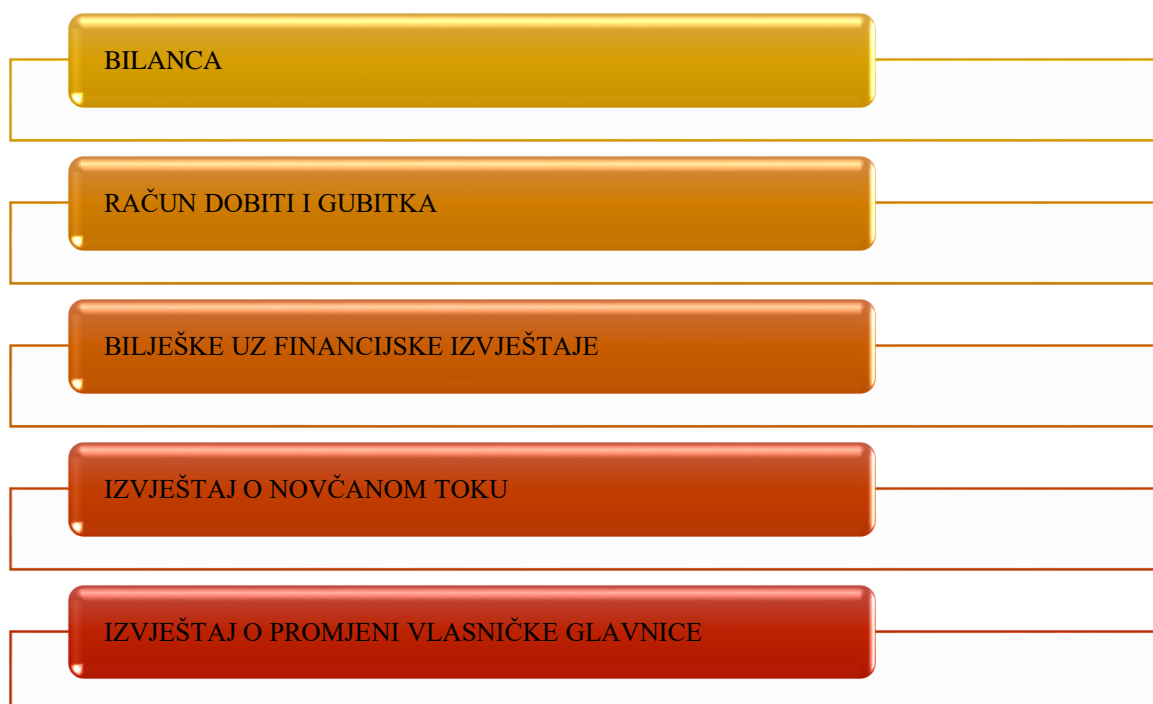 BILANCA
RAČUN DOBITI I GUBITKA
BILJEŠKE UZ FINANCIJSKE IZVJEŠTAJE
IZVJEŠTAJ O NOVČANOM TOKU
IZVJEŠTAJ O PROMJENI VLASNIČKE GLAVNICE